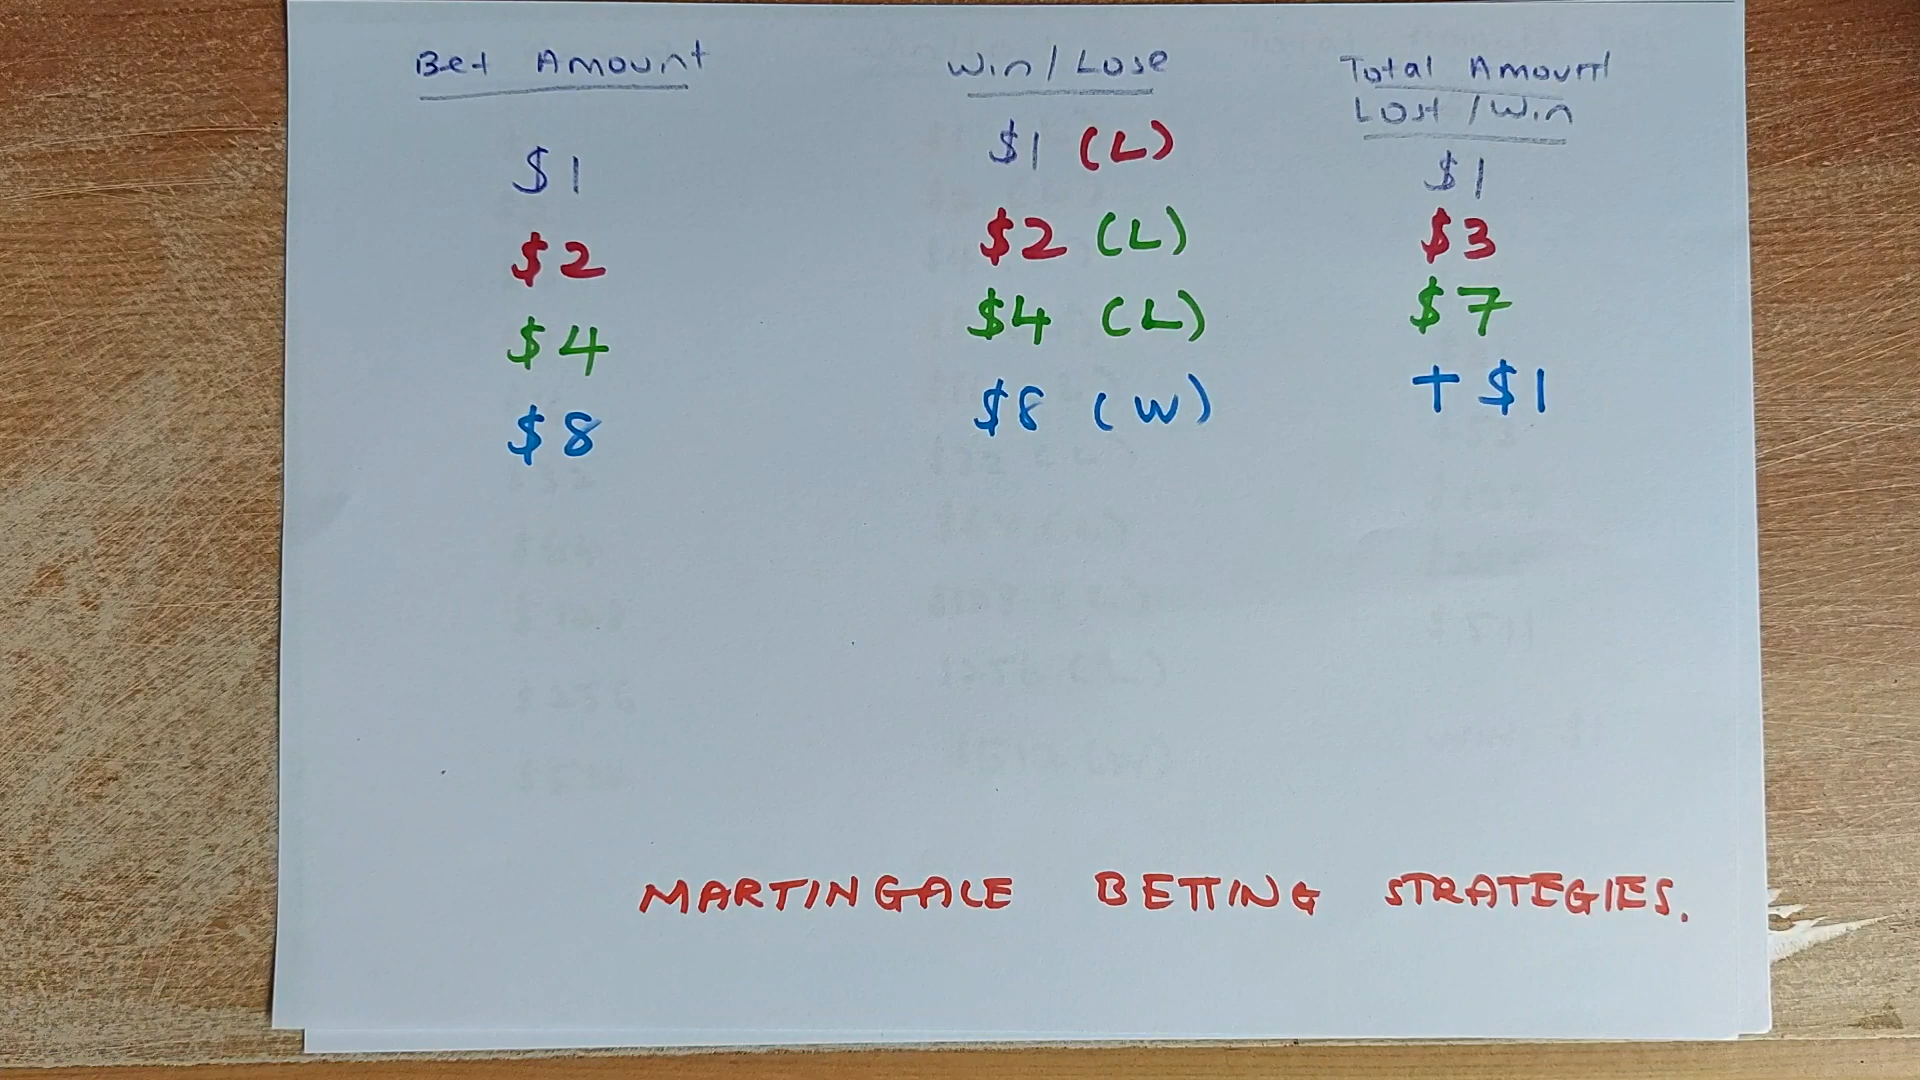 Bet Amount Win/Lose Total Amount
Lost/Win
$1 $1 (L) $1
$2 $2 (L) $3
$4 $4 (L) $7
$8 $8 (W) + $1
MARTINGALE BETTING STRATEGIES.